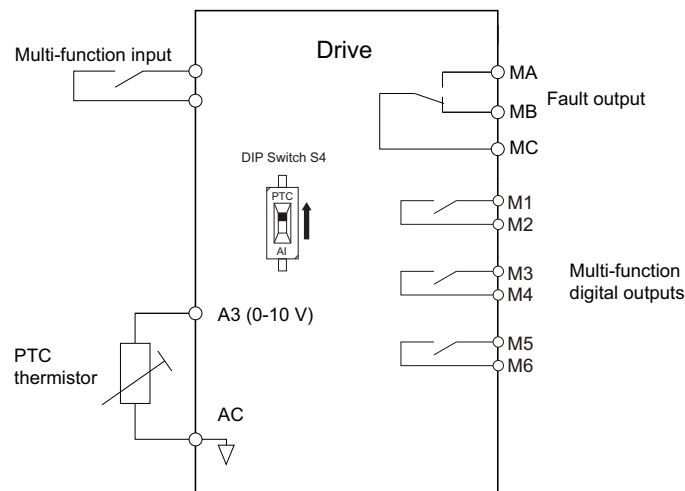 Drive
Multi-function input
MA
Fault output
MB
MC
DIP Switch S4
PTC
AI
M1
M2
M3
Multi-function
digital outputs
M4
A3 (0-10 V)
PTC
thermistor
M5
M6
AC